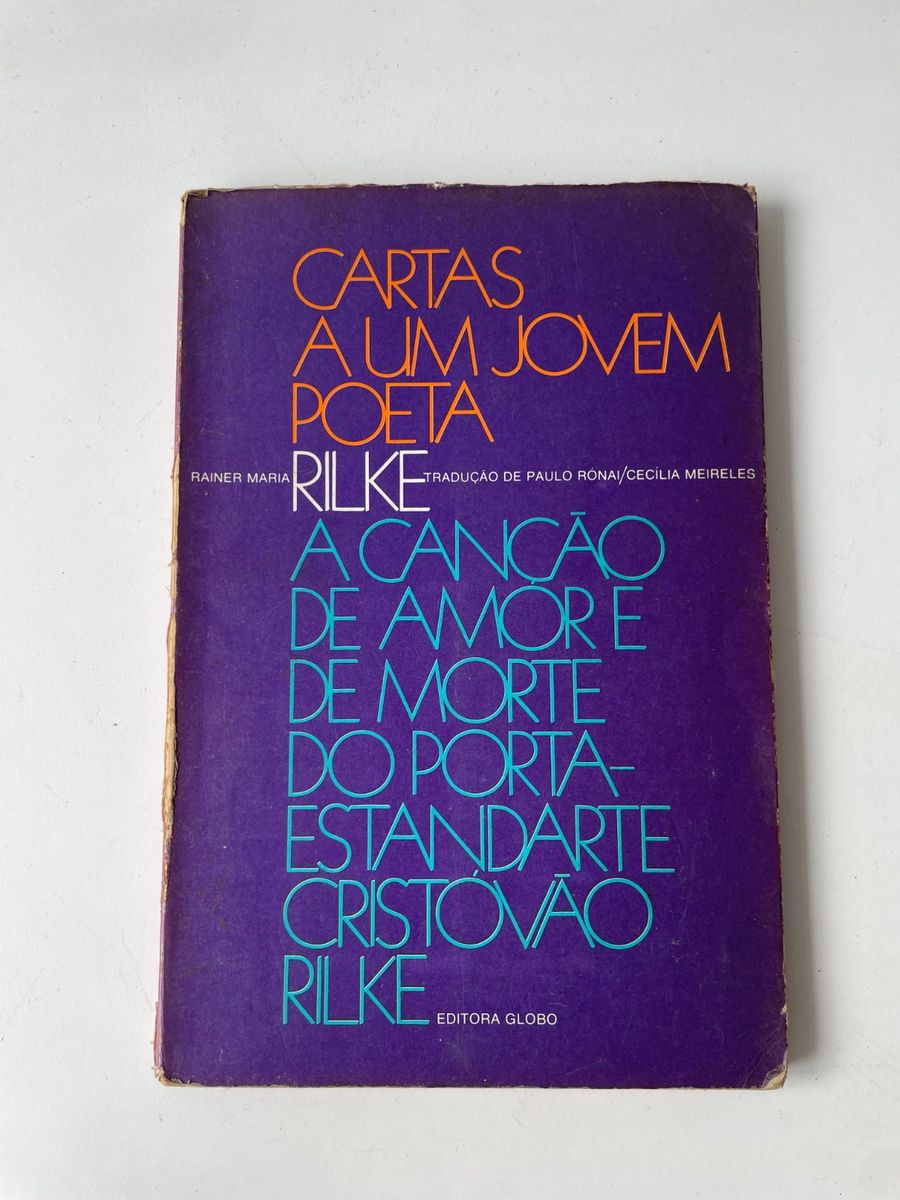 CARTAS
A UM JOVEM
POETA
RAINER MARIA RILKE TRADUÇÃO DE PAULO RÓNAI/CECÍLIA MEIRELES
A CANÇÃO
DE AMÓR E
DE MORTE
DO PORTA-
ESTANDARTE
CRISTÓVÃO
RILKE EDITORA GLOBO